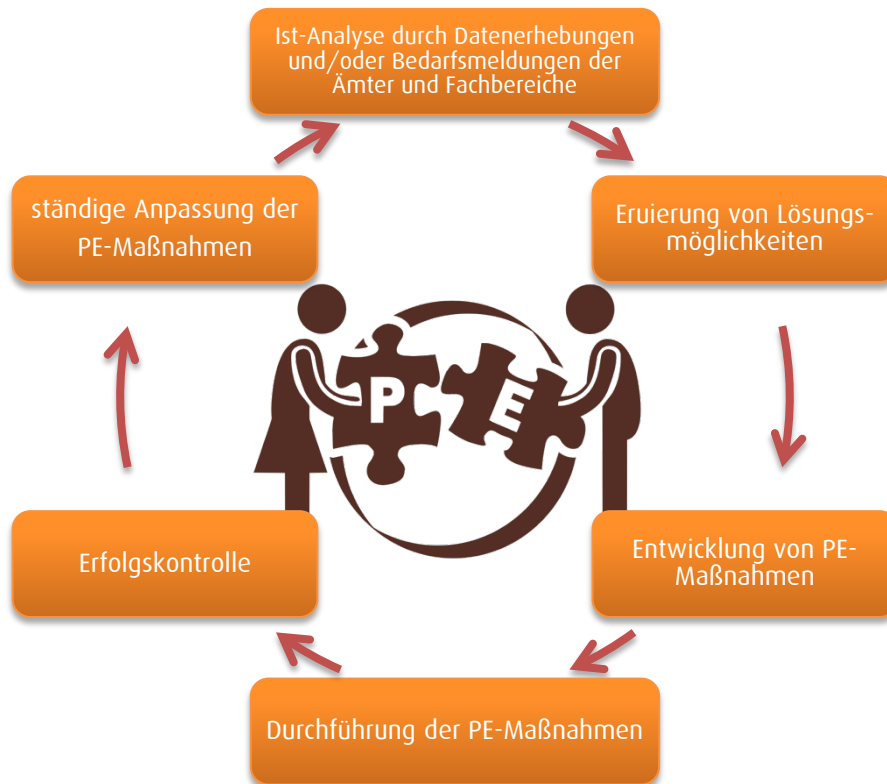 Ist-Analyse durch Datenerhebungen
und/oder Bedarfsmeldungen der
Ämter und Fachbereiche
ständige Anpassung der
PE-Maßnahmen
Eruierung von Lösungs-
möglichkeiten
P
E
Erfolgskontrolle
Entwicklung von PE-
Maßnahmen
Durchführung der PE-Maßnahmen